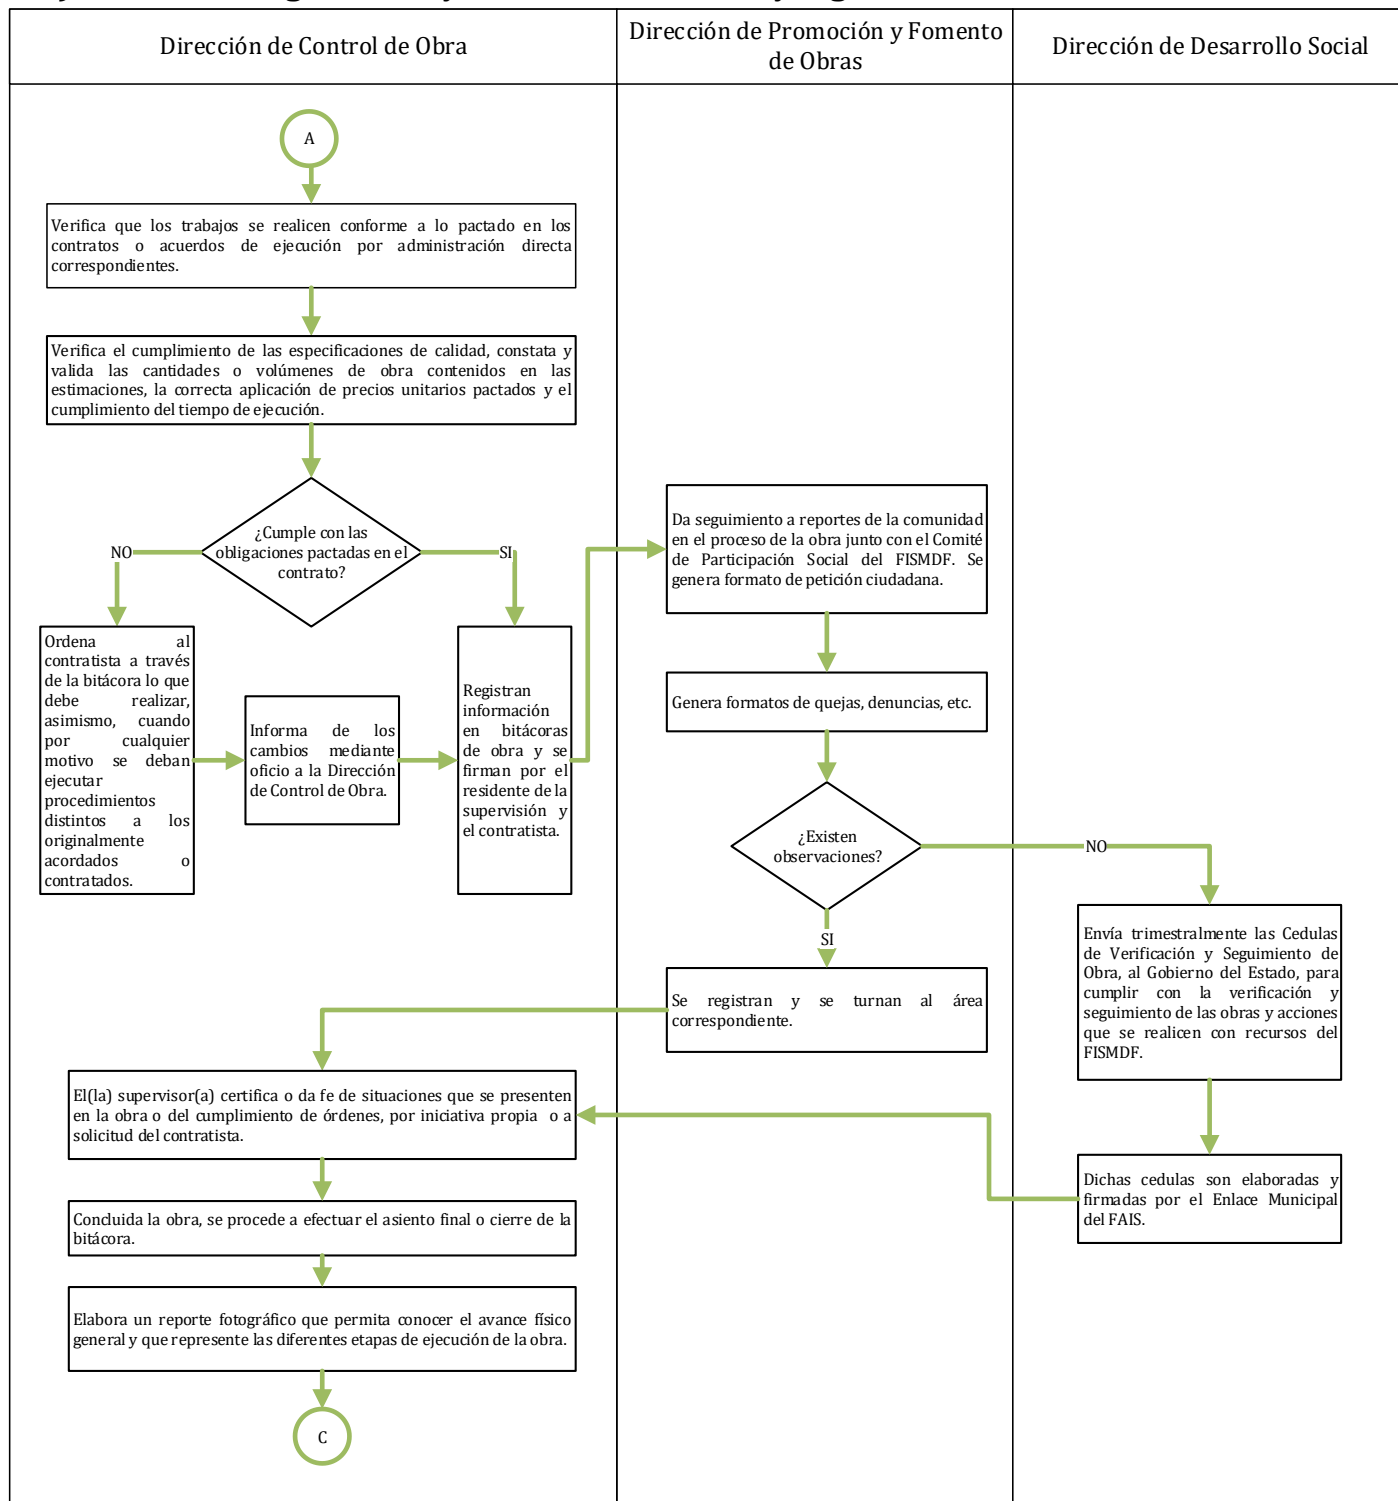 Dirección de Control de Obra
Dirección de Promoción y Fomento
de Obras
Dirección de Desarrollo Social
A
Verifica que los trabajos se realicen conforme a lo pactado en los
contratos o acuerdos de ejecución por administración directa
correspondientes.
Verifica el cumplimiento de las especificaciones de calidad, constata y
valida las cantidades o volúmenes de obra contenidos en las
estimaciones, la correcta aplicación de precios unitarios pactados y el
cumplimiento del tiempo de ejecución.
¿Cumple con las
obligaciones pactadas en el
contrato?
NO
SI
Ordena al
contratista a través
de la bitácora lo que
debe realizar,
asimismo, cuando
por cualquier
motivo se deban
ejecutar
procedimientos
distintos a los
originalmente
acordados o
contratados.
Informa de los
cambios mediante
oficio a la Dirección
de Control de Obra.
Registran
información
en bitácoras
de obra y se
firman por el
residente de la
supervisión y
el contratista.
Da seguimiento a reportes de la comunidad
en el proceso de la obra junto con el Comité
de Participación Social del FISMDF. Se
genera formato de petición ciudadana.
Genera formatos de quejas, denuncias, etc.
¿Existen
observaciones?
NO
SI
Se registran y se turnan al área
correspondiente.
Envía trimestralmente las Cedulas
de Verificación y Seguimiento de
Obra, al Gobierno del Estado, para
cumplir con la verificación y
seguimiento de las obras y acciones
que se realicen con recursos del
FISMDF.
Dichas cedulas son elaboradas y
firmadas por el Enlace Municipal
del FAIS.
El(la) supervisor(a) certifica o da fe de situaciones que se presenten
en la obra o del cumplimiento de órdenes, por iniciativa propia o a
solicitud del contratista.
Concluida la obra, se procede a efectuar el asiento final o cierre de la
bitácora.
Elabora un reporte fotográfico que permita conocer el avance físico
general y que represente las diferentes etapas de ejecución de la obra.
C